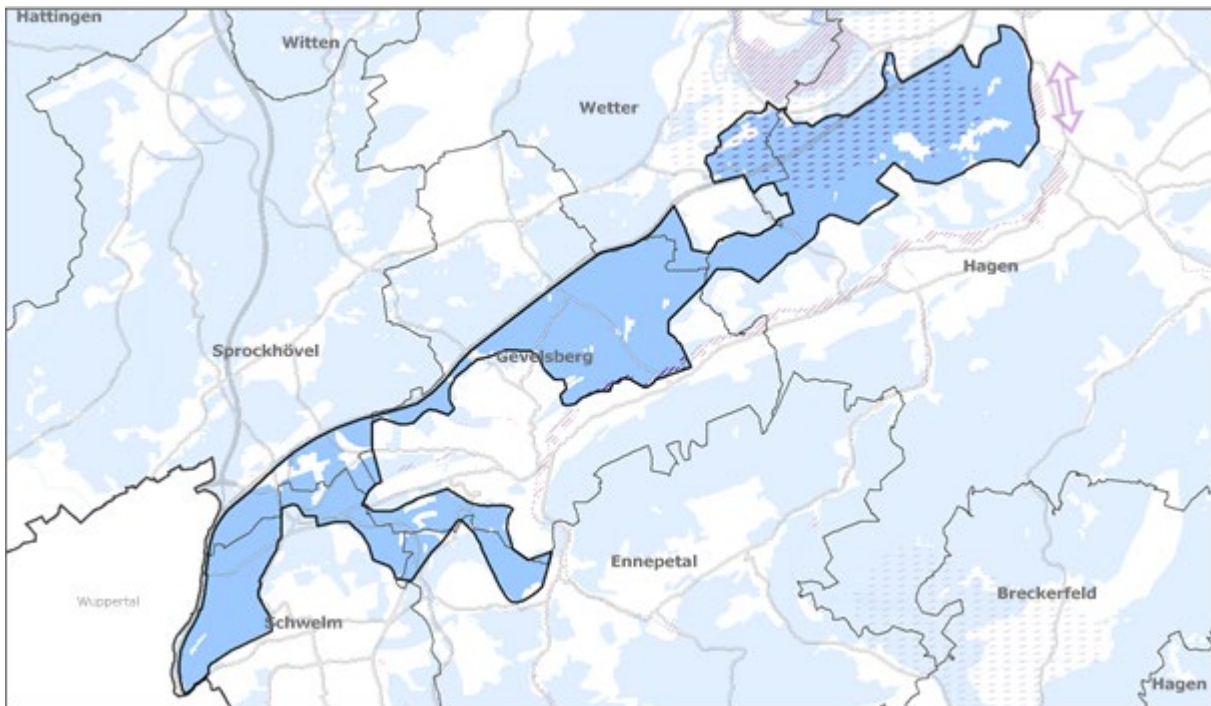 Hattingen
Witten
Wetter
Hagen
Sprockhövel
Gevelsberg
Ennepetal
Breckerfeld
Wuppertal
Schwelm
Hagen